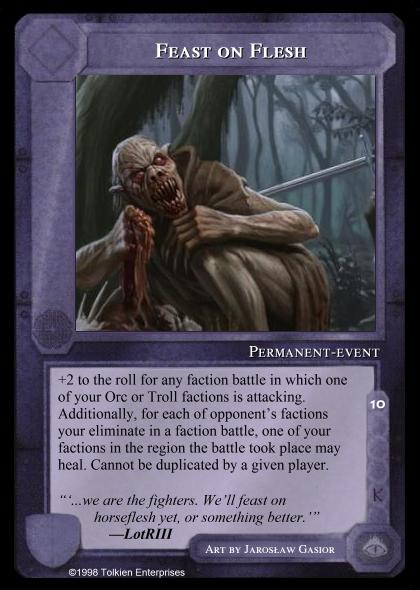 FEAST ON FLESH
PERMANENT-EVENT
+2 to the roll for any faction battle in which one
of your Orc or Troll factions is attacking.
Additionally, for each of opponent's factions
your eliminate in a faction battle, one of your
factions in the region the battle took place may
heal. Cannot be duplicated by a given player.
10
"'...we are the fighters. We'll feast on
horseflesh yet, or something better.'"
—LotRIII
K
ART BY JAROSŁAW GASIOR
©1998 Tolkien Enterprises